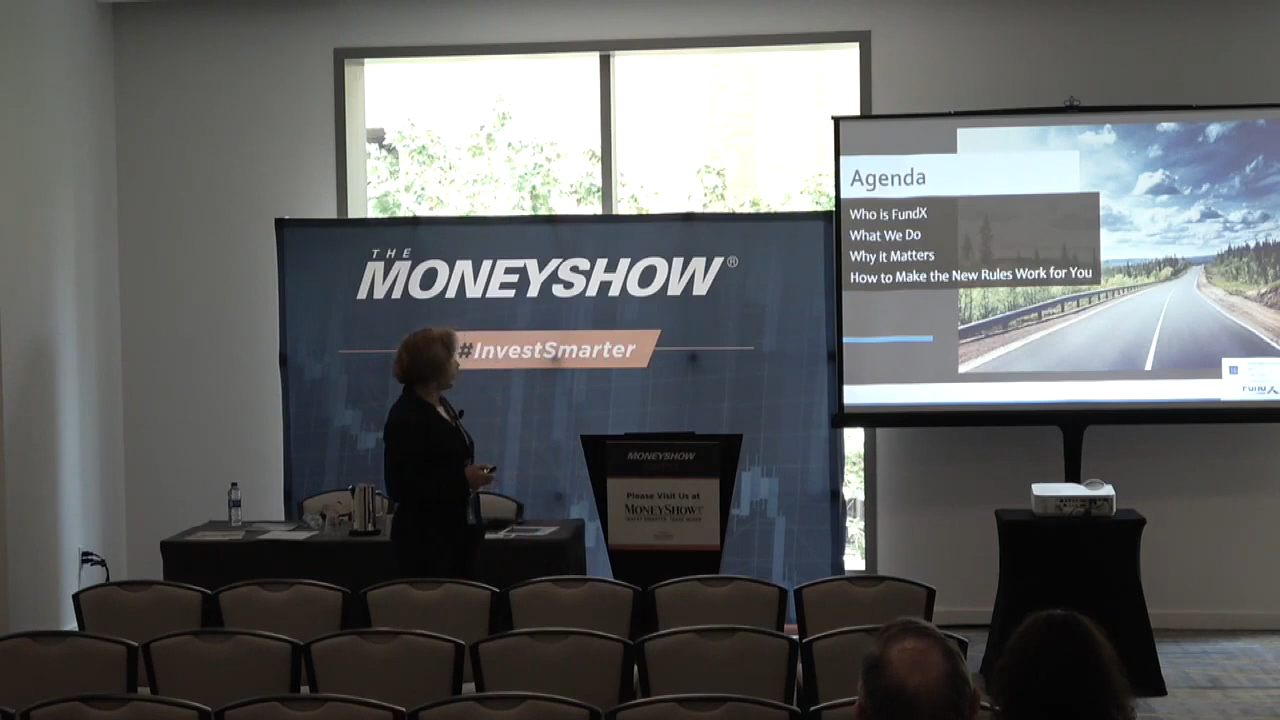 THE
MONEYSHOW®
#InvestSmarter
Agenda
Who is FundX
What We Do
Why it Matters
How to Make the New Rules Work for You
FundX
MONEYSHOW
Please Visit Us at
MONEYSHOW